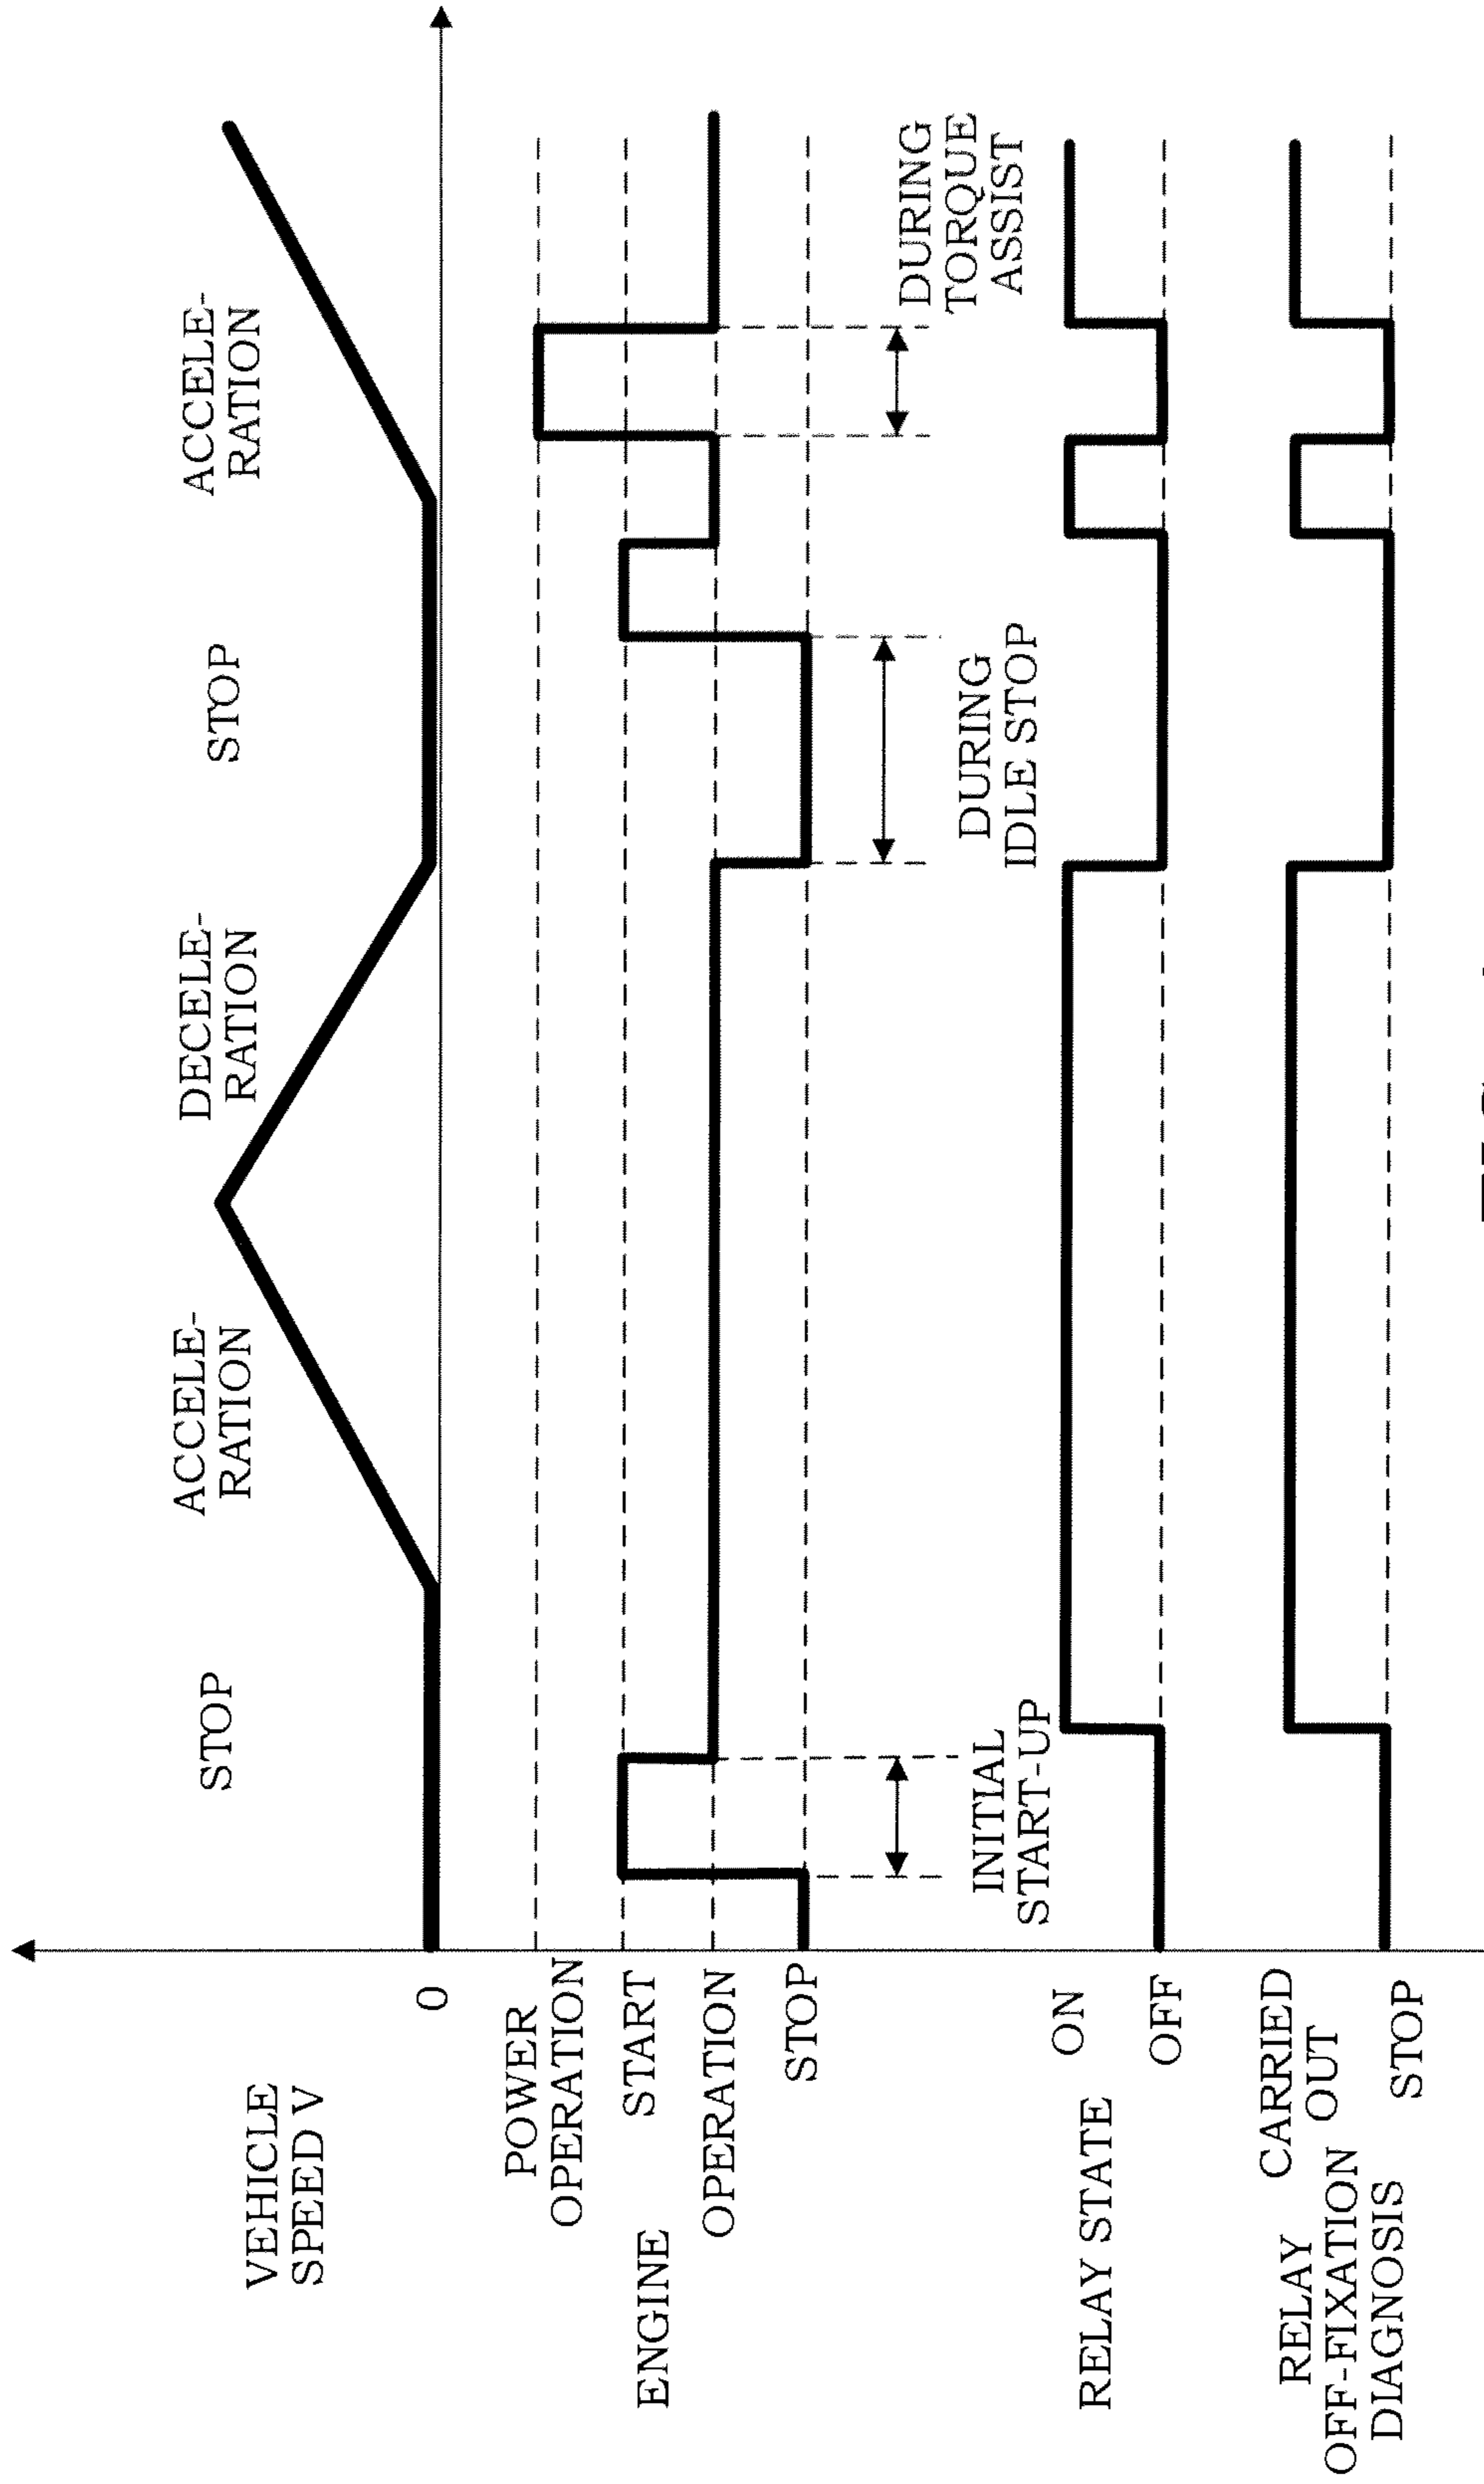 STOP
ACCELE-
RATION
DECELE-
RATION
STOP
ACCELE-
RATION
VEHICLE
SPEED V
0
ENGINE
POWER
OPERATION
START
OPERATION
STOP
INITIAL
START-UP
DURING
IDLE STOP
DURING
TORQUE
ASSIST
RELAY STATE
ON
OFF
RELAY
OFF-FIXATION
DIAGNOSIS
CARRIED
OUT
STOP